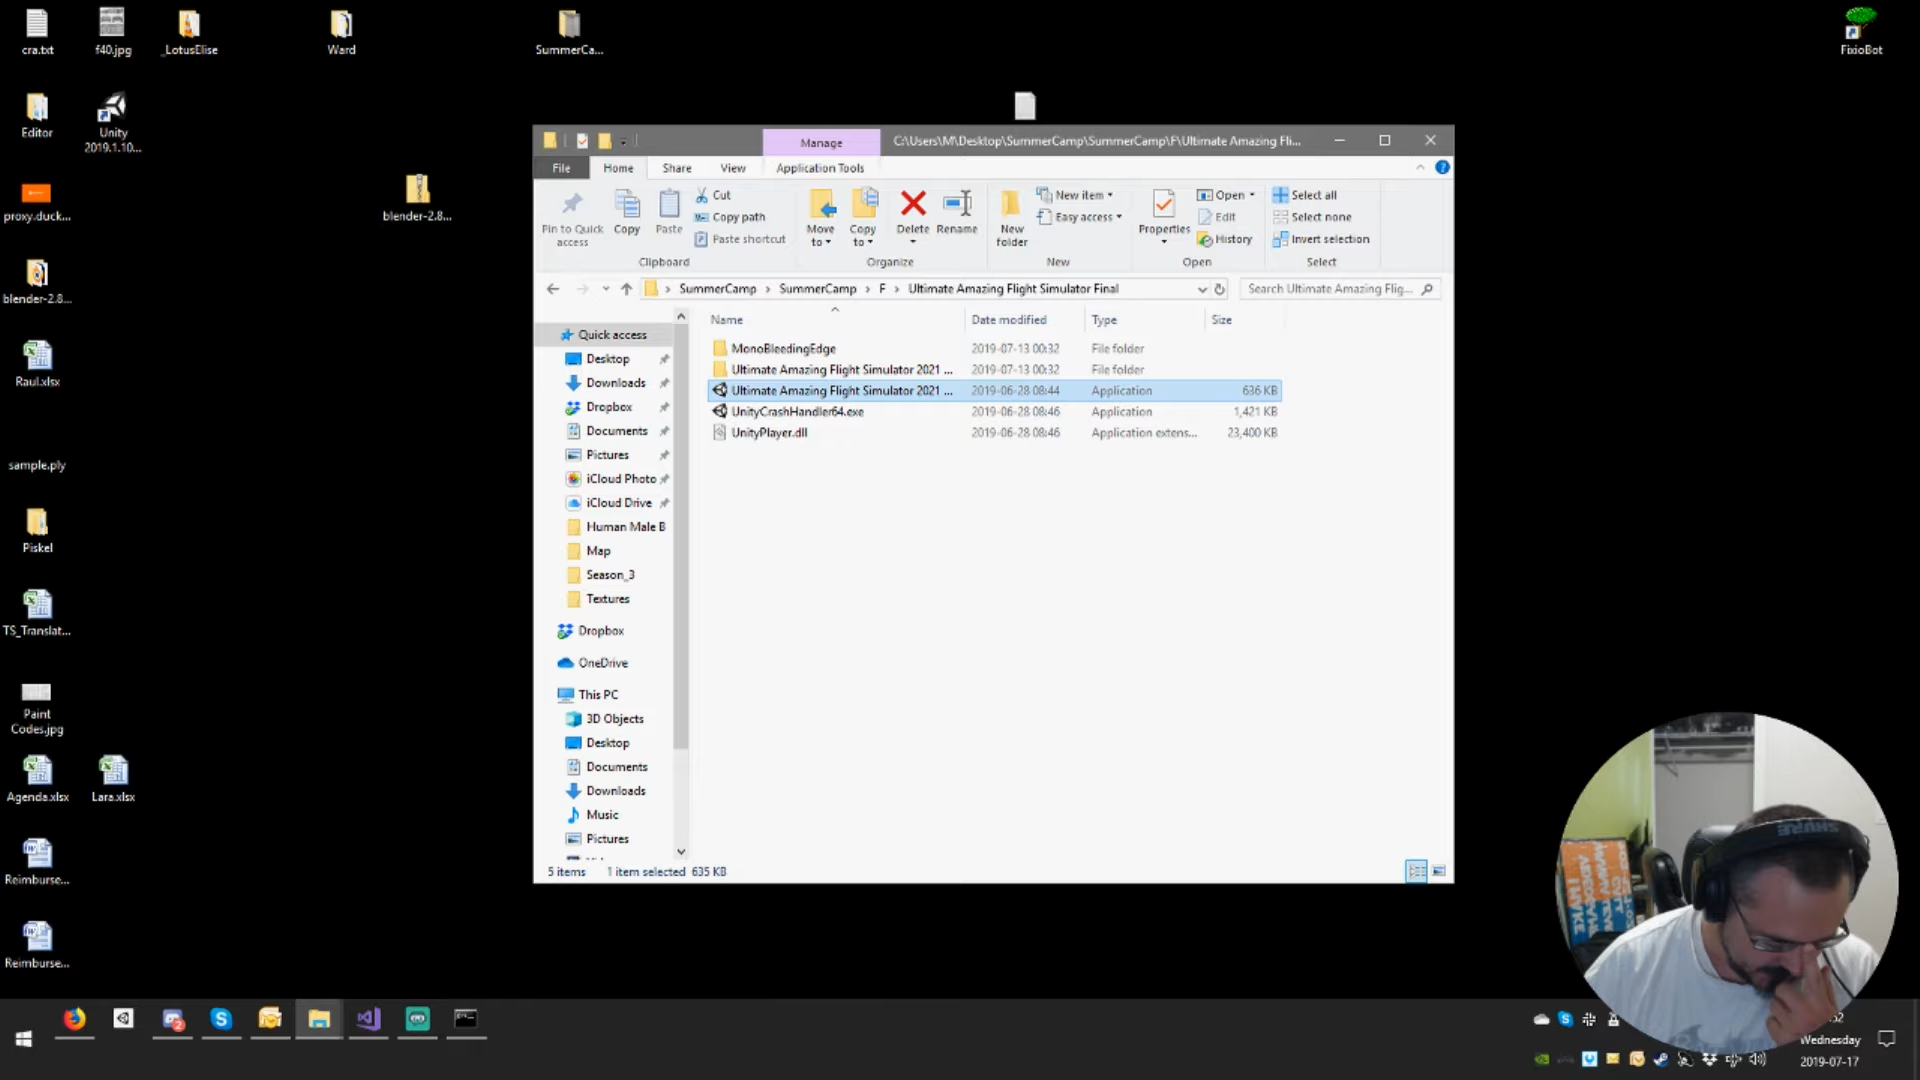 cra.txt
f40.jpg
_LotusElise
Ward
SummerCa...
FixioBot
Editor
Unity
2019.1.10...
proxy.duck...
blender-2.8...
blender-2.8...
Raul.xlsx
sample.ply
Piskel
TS_Translat...
Paint
Codes.jpg
Agenda.xlsx
Lara.xlsx
Reimburse...
Reimburse...
Manage
C:\Users\M\Desktop\SummerCamp\SummerCamp\F\Ultimate Amazing Fli...
File
Home
Share
View
Application Tools
Pin to Quick
access
Copy
Paste
Cut
Copy path
Paste shortcut
Clipboard
Move
to
Copy
to
Delete
Rename
Organize
New
folder
New item
Easy access
New
Properties
Open
Edit
History
Open
Select all
Select none
Invert selection
Select
SummerCamp > SummerCamp > F > Ultimate Amazing Flight Simulator Final
Search Ultimate Amazing Flig...
Name
Date modified
Type
Size
MonoBleedingEdge 2019-07-13 00:32 File folder
Ultimate Amazing Flight Simulator 2021 ... 2019-07-13 00:32 File folder
Ultimate Amazing Flight Simulator 2021 ... 2019-06-28 08:44 Application 636 KB
UnityCrashHandler64.exe 2019-06-28 08:46 Application 1,421 KB
UnityPlayer.dll 2019-06-28 08:46 Application extens... 23,400 KB
Quick access
Desktop
Downloads
Dropbox
Documents
Pictures
iCloud Photo
iCloud Drive
Human Male B
Map
Season_3
Textures
Dropbox
OneDrive
This PC
3D Objects
Desktop
Documents
Downloads
Music
Pictures
5 items
1 item selected 635 KB
SHURE
Wednesday
2019-07-17